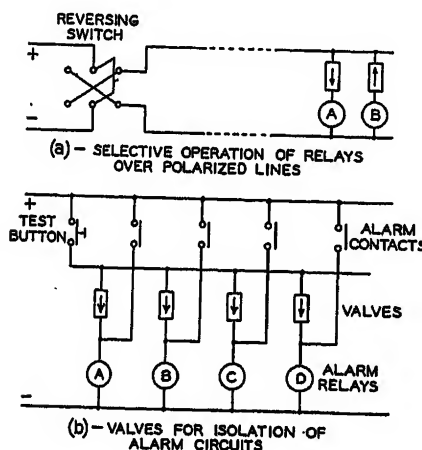 REVERSING
SWITCH
+
-
A
B
(a) - SELECTIVE OPERATION OF RELAYS
OVER POLARIZED LINES
+
TEST
BUTTON
ALARM
CONTACTS
VALVES
A
B
C
D
ALARM
RELAYS
-
(b) - VALVES FOR ISOLATION OF
ALARM CIRCUITS